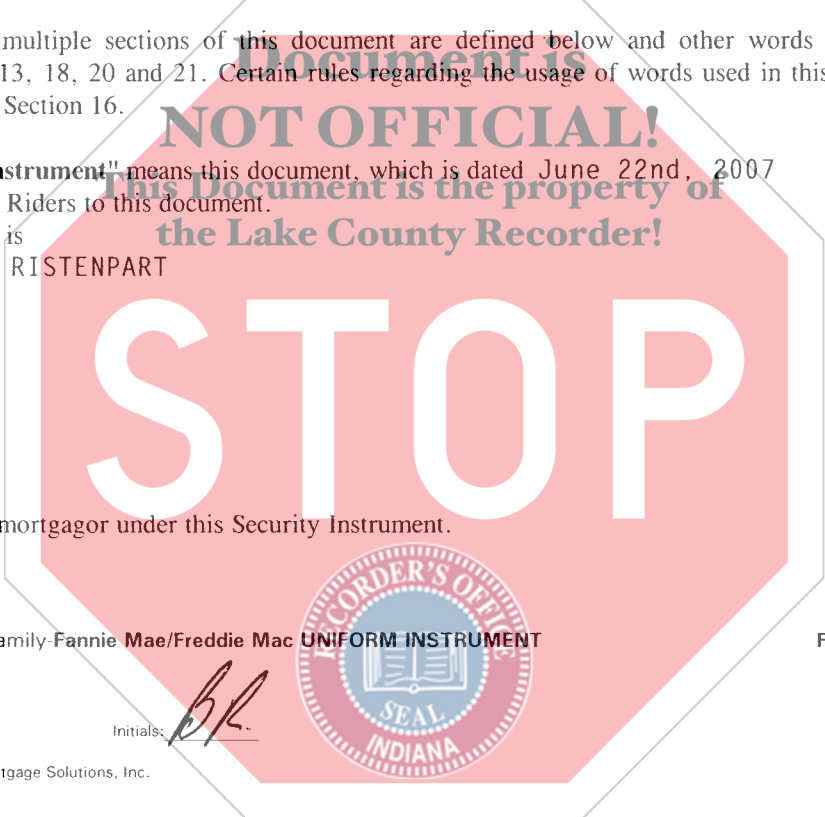 multiple sections of this document are defined below and other words
Document is
13, 18, 20 and 21. Certain rules regarding the usage of words used in this
Section 16.
NOT OFFICIAL!
strument" means this document, which is dated June 22nd, 2007
This Document is the property of
Riders to this document.
is
the Lake County Recorder!
RISTENPART
STOP
mortgagor under this Security Instrument.
RECORDER'S OFFICE
amily-Fannie Mae/Freddie Mac UNIFORM INSTRUMENT
F
SEAL
INDIANA
Initials: BR
tgage Solutions, Inc.